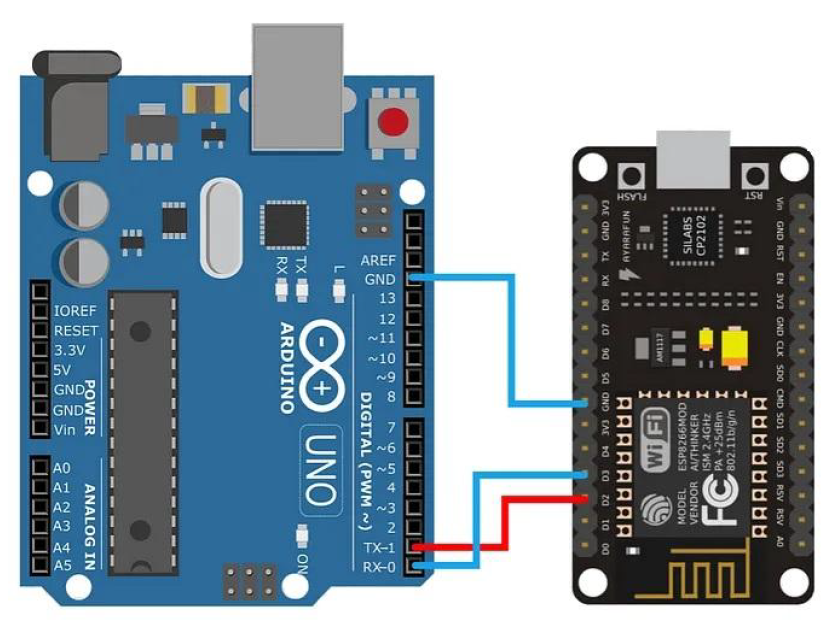 RX
TX
L
AREF
GND
13
12
~11
~10
~9
8
7
~6
~5
4
~3
2
TX-1
RX-0
DIGITAL (PWM ~)
IOREF
RESET
3.3V
5V
GND
GND
Vin
POWER
A0
A1
A2
A3
A4
A5
ANALOG IN
ARDUINO
UNO
ON
FLASH
RST
3V3
GND
TX
RX
D8
D7
D6
D5
GND
3V3
D4
D3
D2
D1
D0
Vin
GND
RST
EN
3V3
GND
CLK
SD0
CMD
SD1
SD2
SD3
RSV
RSV
A0
AYARAFUN
SILABS
CP2102
AM1117
Wi Fi
MODEL
VENDOR
ESP8266MOD
AI/THINKER
ISM 2.4GHz
PA +25dBm
802.11b/g/n
FC